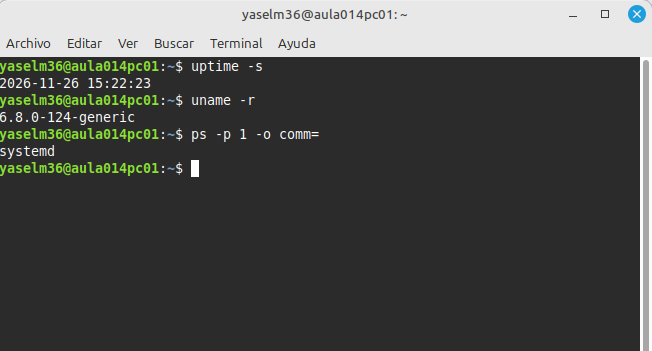 yaselm36@aula014pc01:~
Archivo Editar Ver Buscar Terminal Ayuda
yaselm36@aula014pc01:~$ uptime -s
2026-11-26 15:22:23
yaselm36@aula014pc01:~$ uname -r
6.8.0-124-generic
yaselm36@aula014pc01:~$ ps -p 1 -o comm=
systemd
yaselm36@aula014pc01:~$